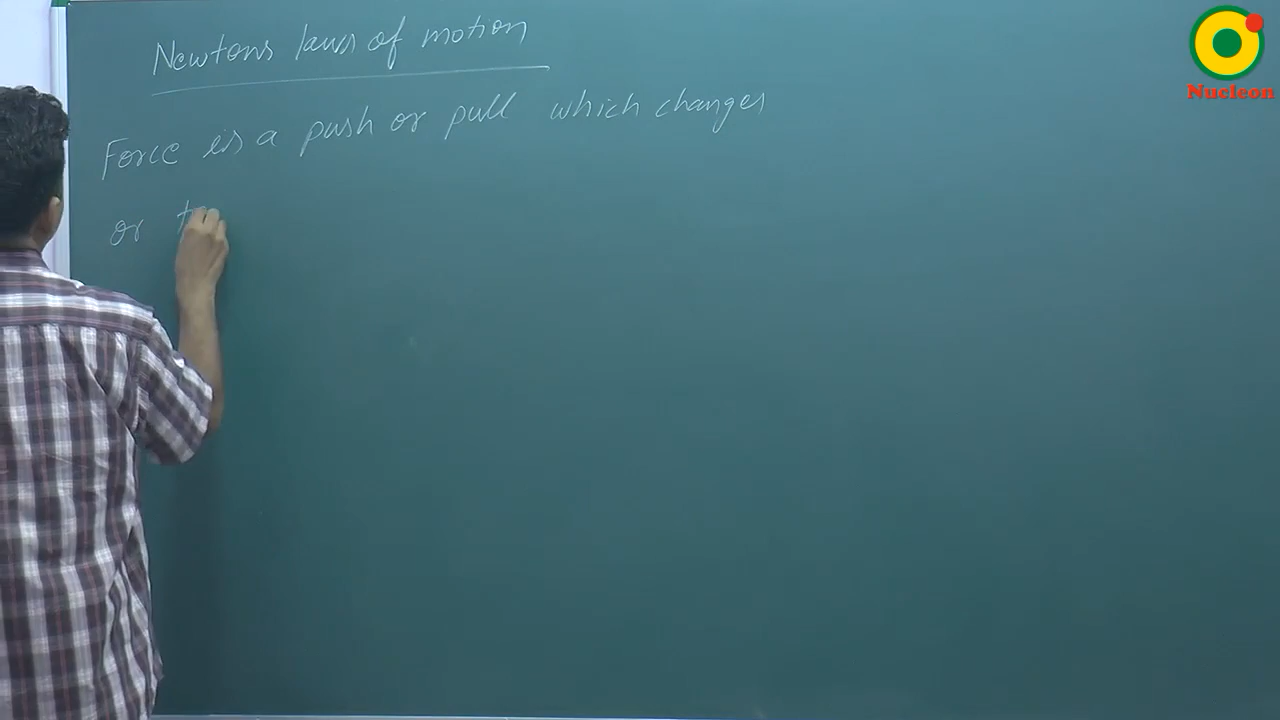 Newtons laws of motion
Force is a push or pull which changes
or
Nucleon